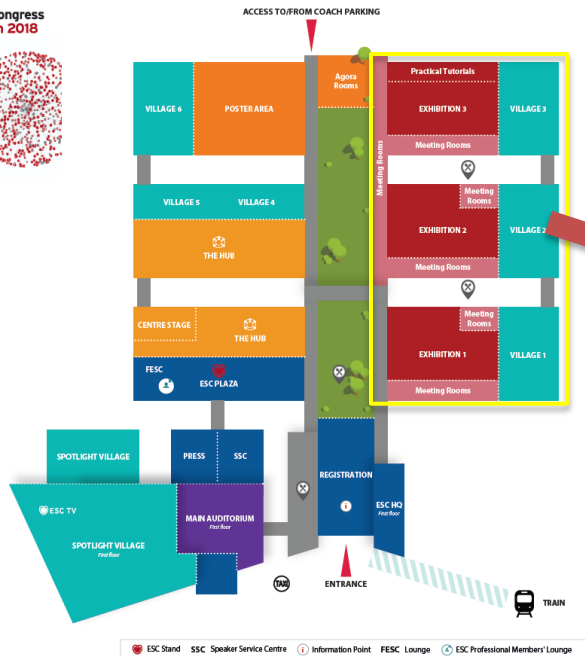 ongress
n 2018
ACCESS TO/FROM COACH PARKING
VILLAGE 6
POSTER AREA
Agora
Rooms
Practical Tutorials
EXHIBITION 3
VILLAGE 3
Meeting Rooms
Meeting Rooms
VILLAGE 5
VILLAGE 4
THE HUB
Meeting
Rooms
EXHIBITION 2
VILLAGE 2
Meeting Rooms
CENTRE STAGE
THE HUB
Meeting
Rooms
EXHIBITION 1
VILLAGE 1
Meeting Rooms
FESC
ESC PLAZA
SPOTLIGHT VILLAGE
PRESS
SSC
REGISTRATION
i
ESC HQ
First floor
ESC TV
MAIN AUDITORIUM
First floor
SPOTLIGHT VILLAGE
First floor
TAXI
ENTRANCE
TRAIN
ESC Stand SSC Speaker Service Centre i Information Point FESC Lounge ESC Professional Members' Lounge